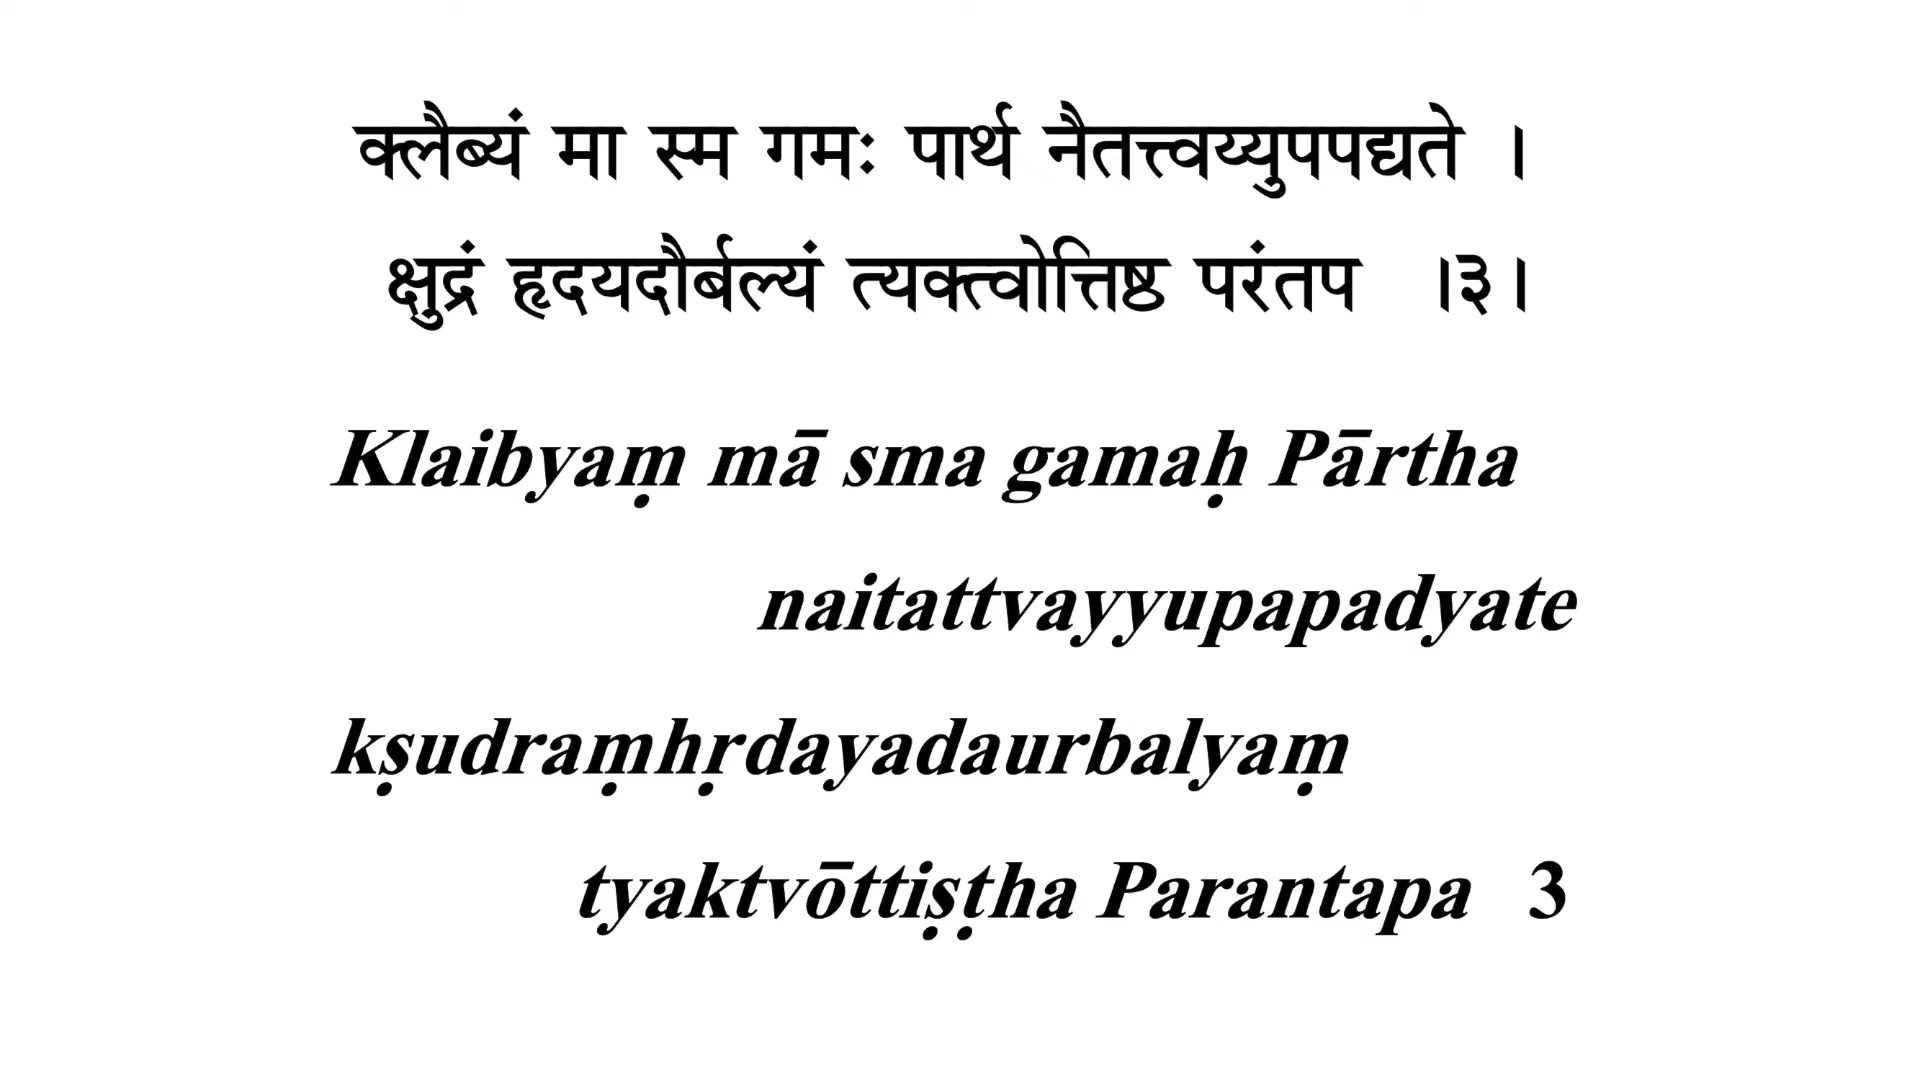 क्लैब्यं मा स्म गमः पार्थ नैतत्त्वय्युपपद्यते ।
क्षुद्रं हृदयदौर्बल्यं त्यक्त्वोत्तिष्ठ परंतप ।३।
Klaibyaṃ mā sma gamaḥ Pārtha
naitattvayyupapadyate
kṣudraṃhṛdayadaurbalyaṃ
tyaktvōttiṣṭha Parantapa 3